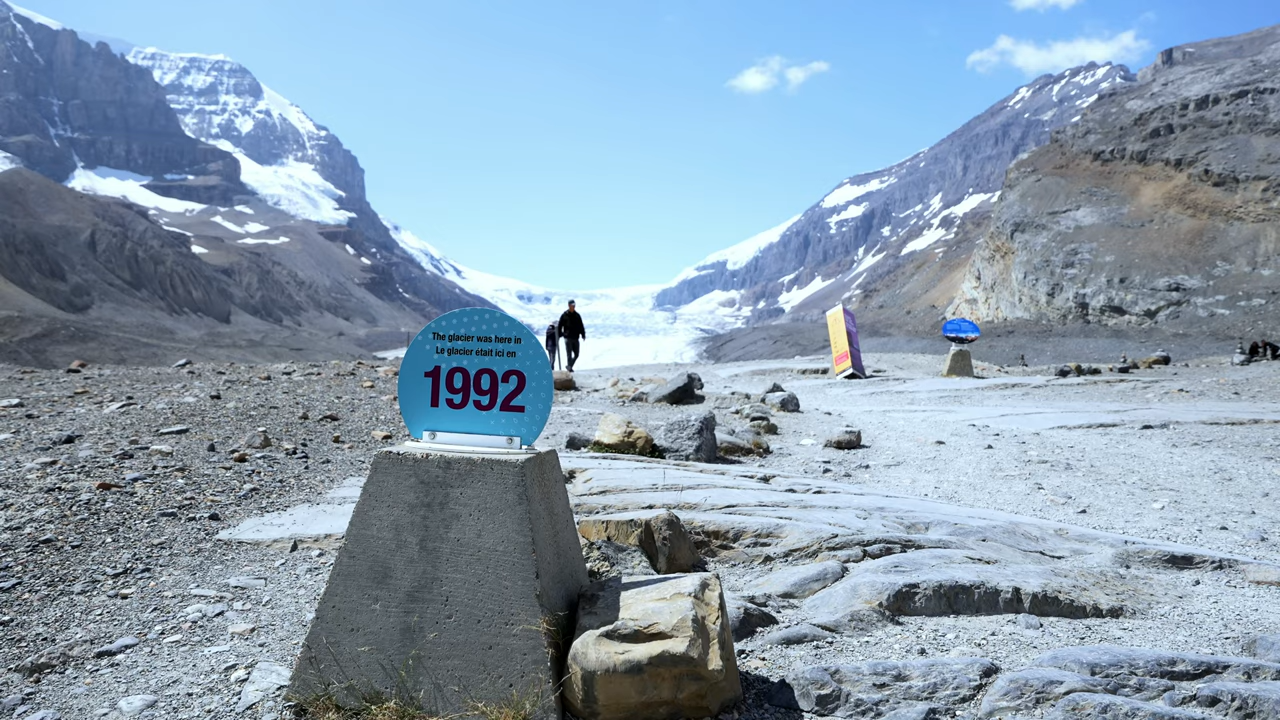 The glacier was here in
Le glacier était ici en
1992